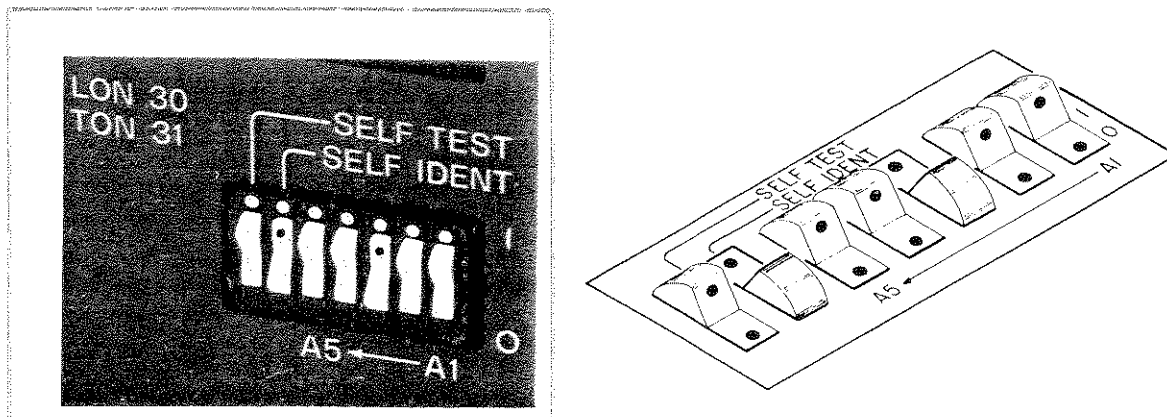 LON 30
TON 31
SELF TEST
SELF IDENT
I
O
A5
A1
SELF TEST
SELF IDENT
I
O
A5
A1